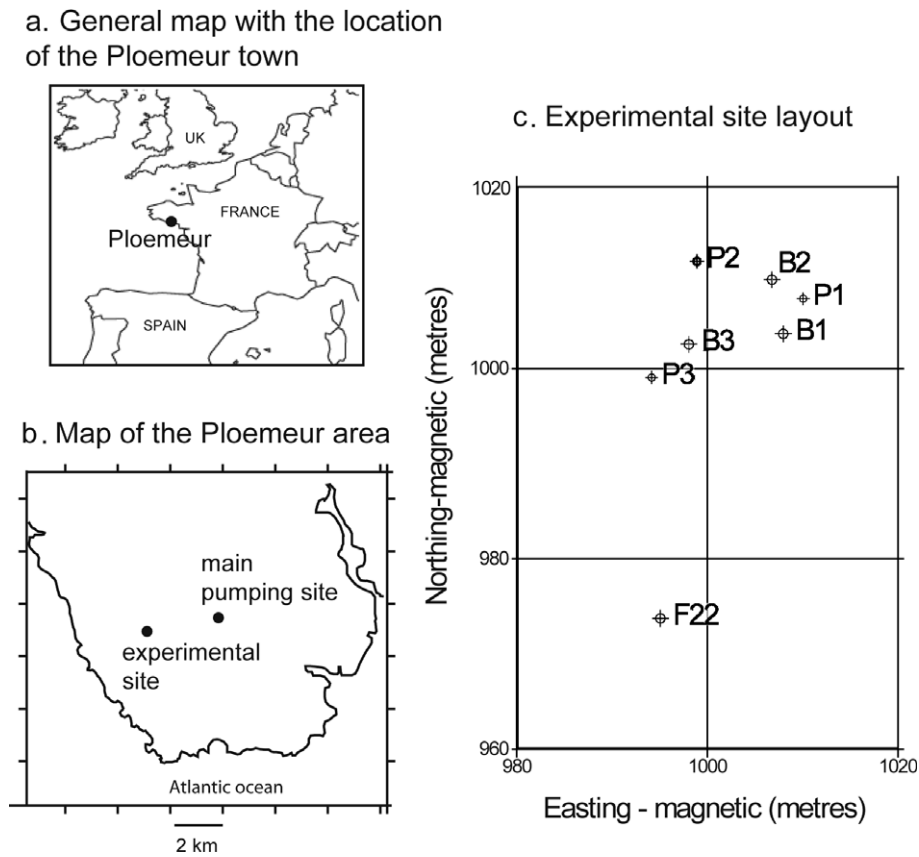 a. General map with the location
of the Ploemeur town
UK
FRANCE
Ploemeur
SPAIN
b. Map of the Ploemeur area
main
pumping site
experimental
site
Atlantic ocean
2 km
c. Experimental site layout
1020
P2
B2
P1
B3
B1
1000
P3
980
F22
960
980
1000
1020
Northing-magnetic (metres)
Easting - magnetic (metres)